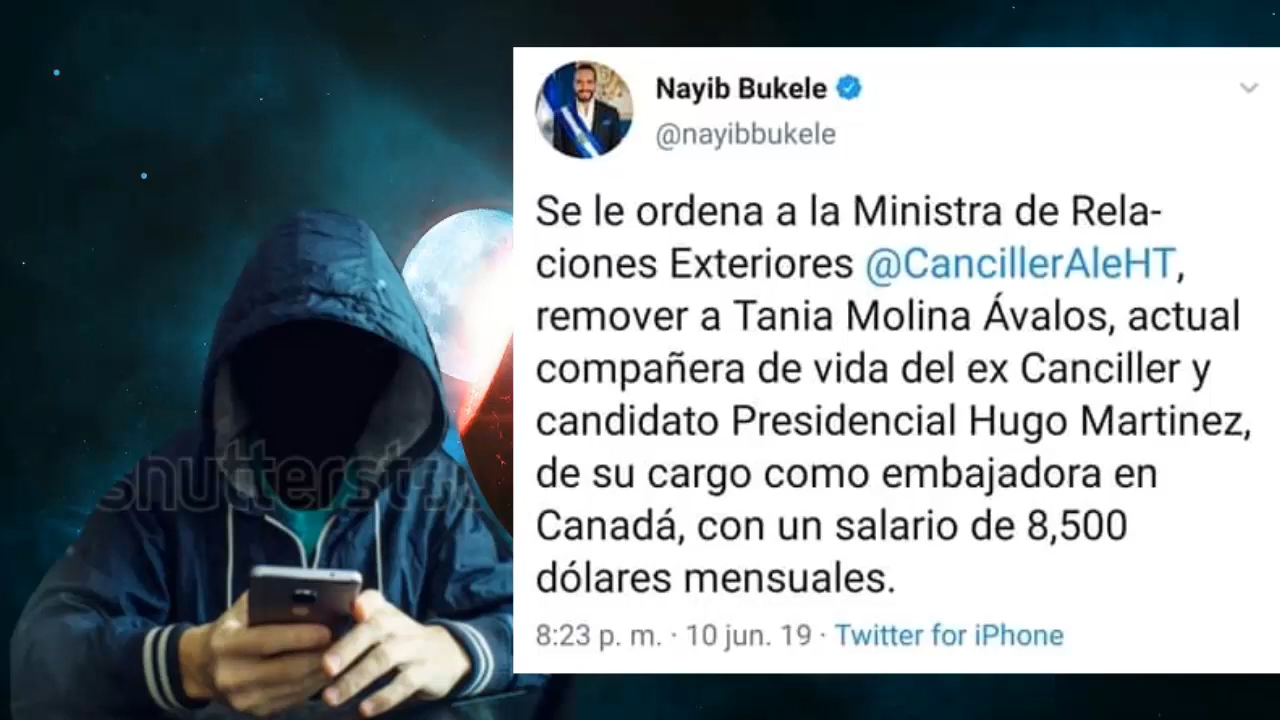 Nayib Bukele
@nayibbukele
Se le ordena a la Ministra de Rela-
ciones Exteriores @CancillerAleHT,
remover a Tania Molina Ávalos, actual
compañera de vida del ex Canciller y
candidato Presidencial Hugo Martinez,
de su cargo como embajadora en
Canadá, con un salario de 8,500
dólares mensuales.
8:23 p. m. · 10 jun. 19 · Twitter for iPhone